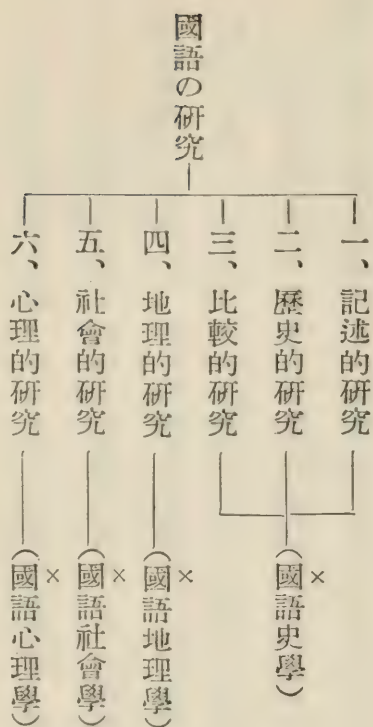 國語の研究
一、記述的研究
二、歷史的研究
三、比較的研究
四、地理的研究
五、社會的研究
六、心理的研究
×（國語史學）
×（國語地理學）
×（國語社會學）
×（國語心理學）